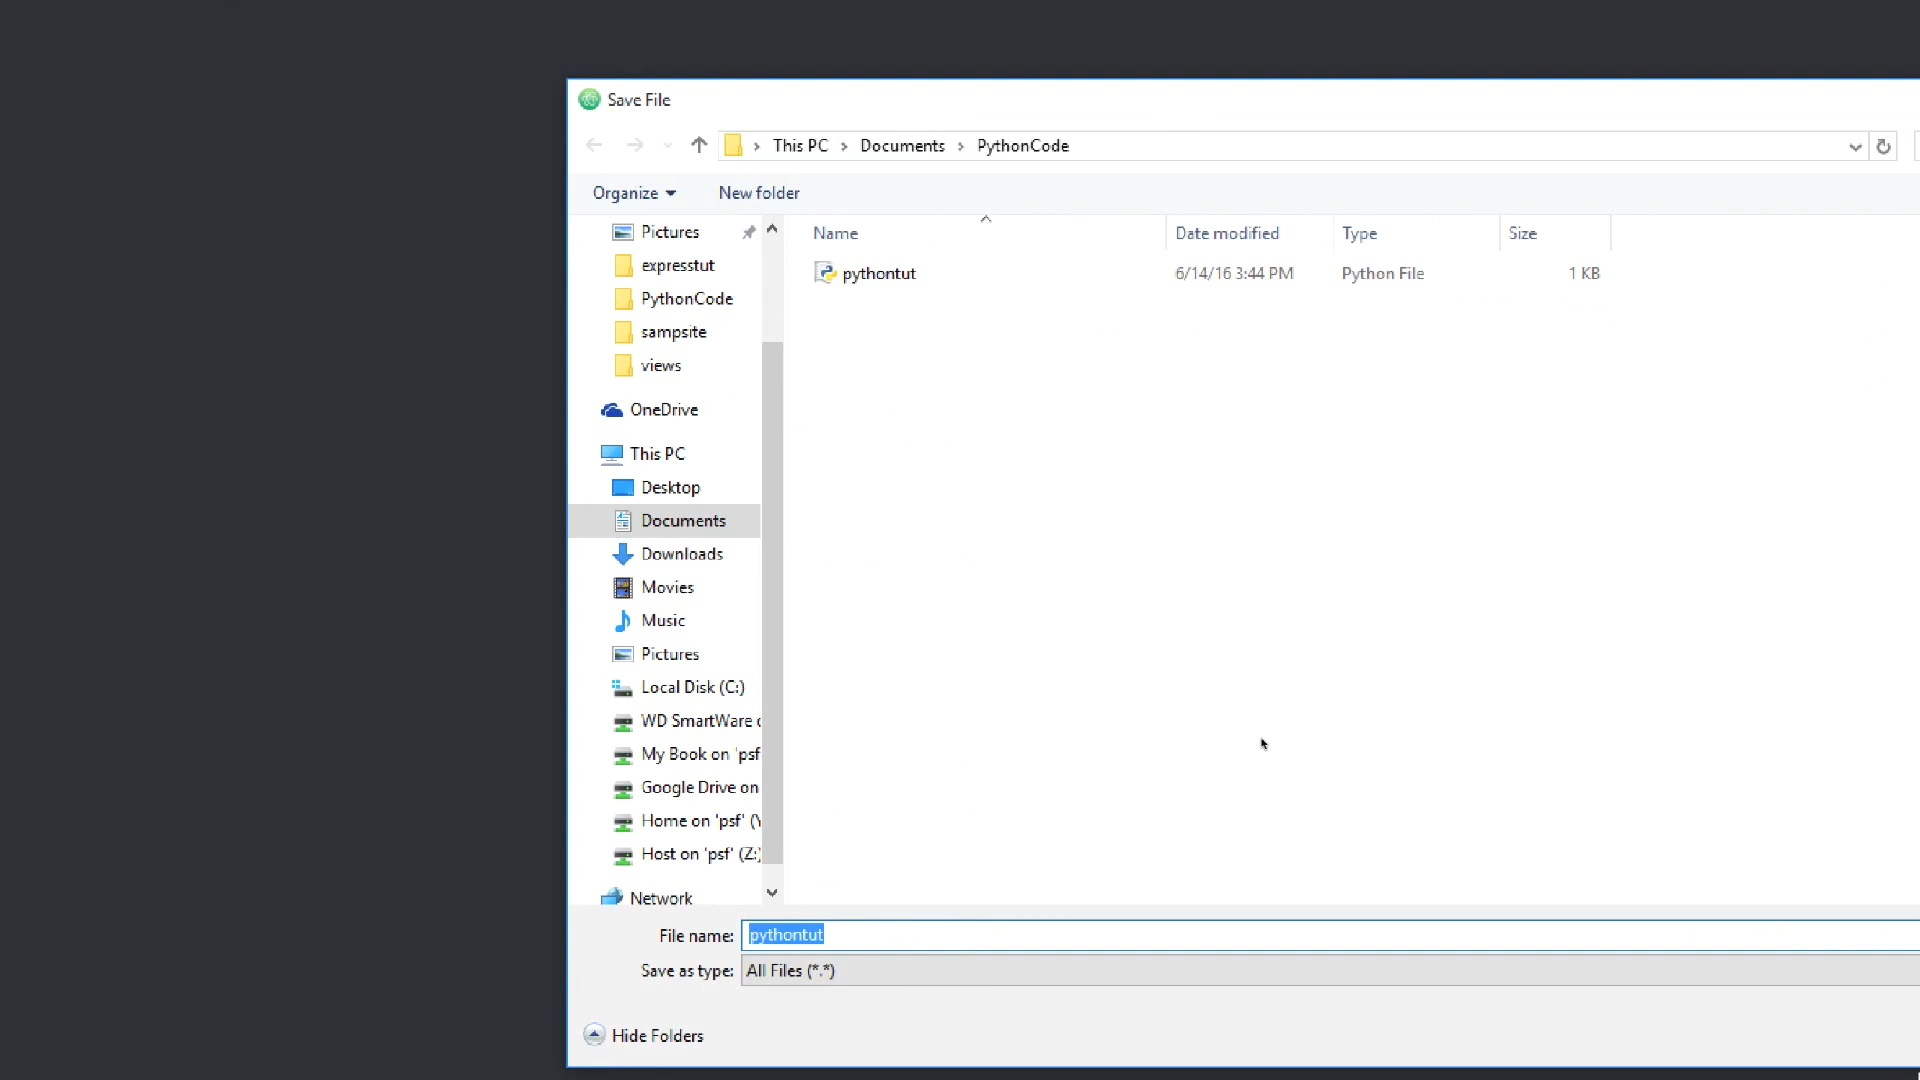 Save File
This PC > Documents > PythonCode
Organize New folder
Name Date modified Type Size
pythontut 6/14/16 3:44 PM Python File 1 KB
Pictures
expresstut
PythonCode
sampsite
views
OneDrive
This PC
Desktop
Documents
Downloads
Movies
Music
Pictures
Local Disk (C:)
WD SmartWare
My Book on 'psf
Google Drive on
Home on 'psf' (
Host on 'psf' (Z:)
Network
File name: pythontut
Save as type: All Files (*.*)
Hide Folders